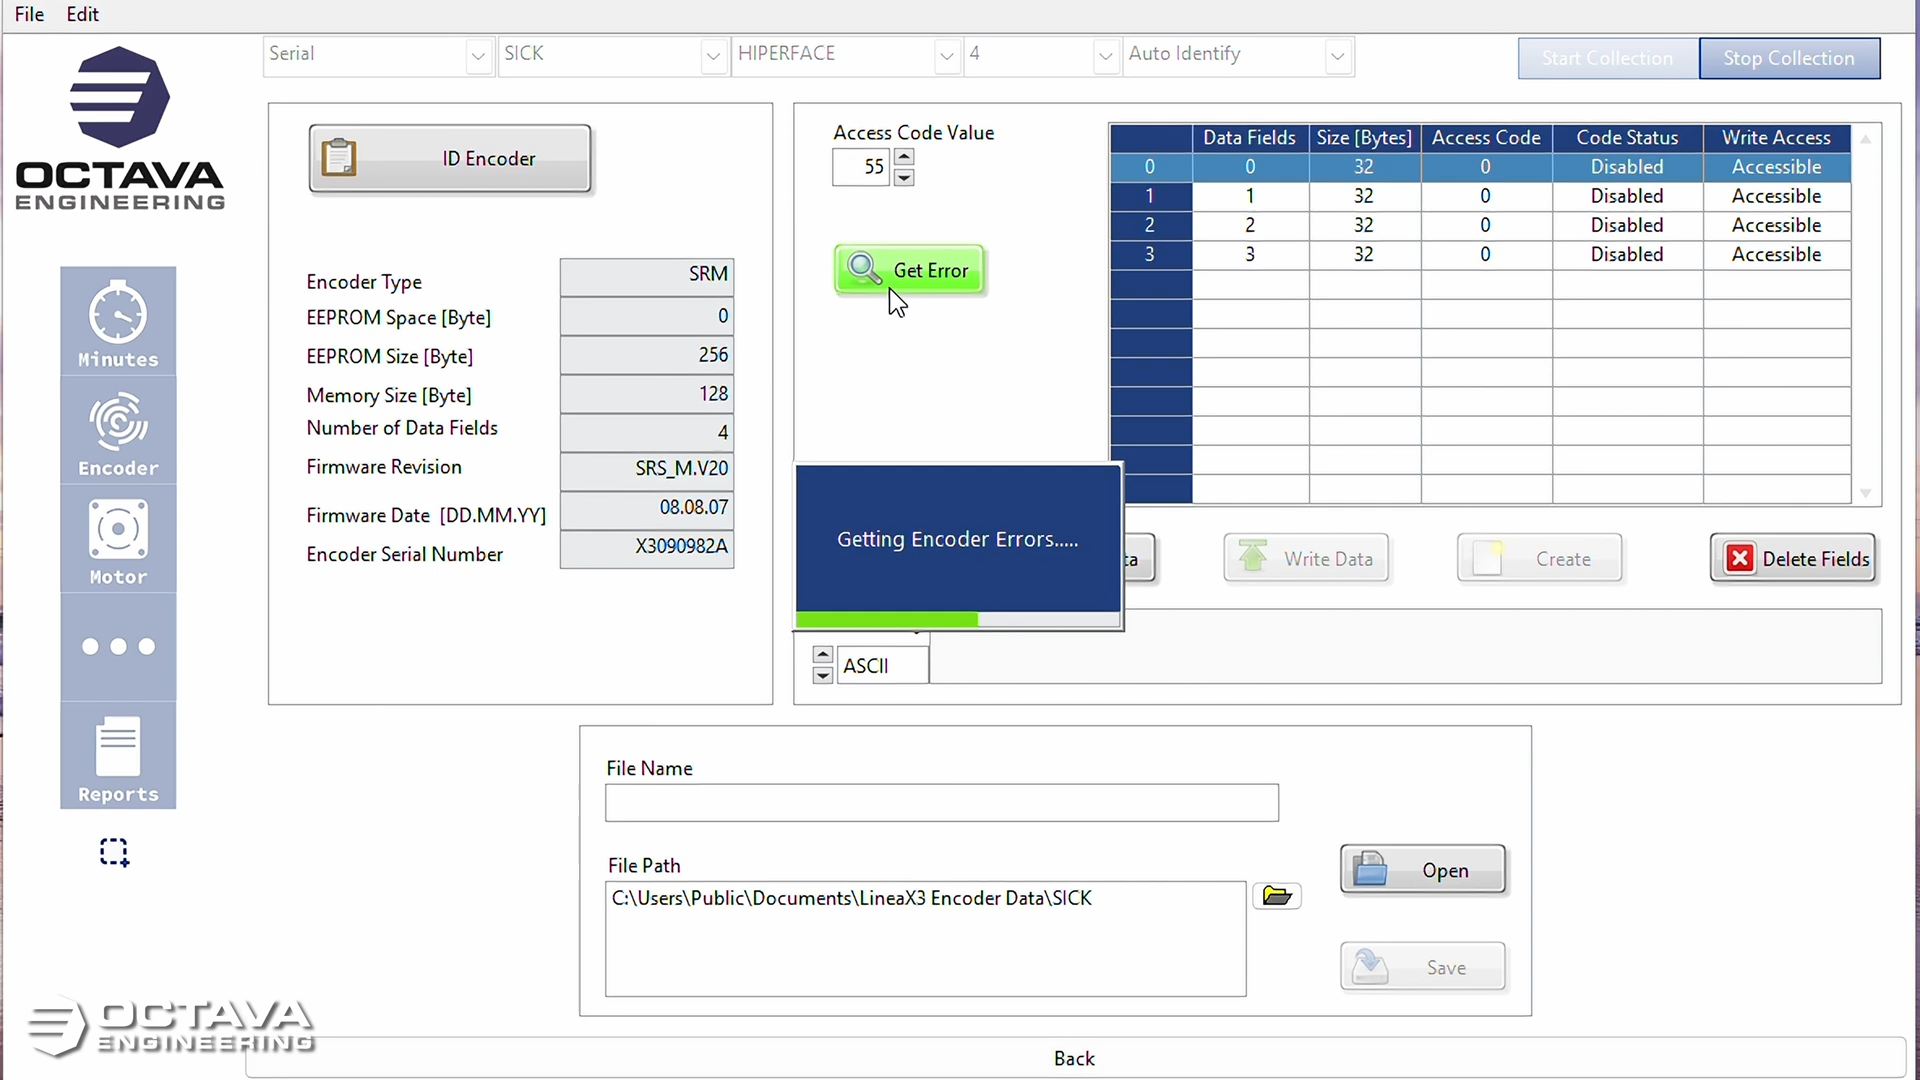 File Edit
OCTAVA
ENGINEERING
Serial SICK HIPERFACE 4 Auto Identify
Start Collection Stop Collection
ID Encoder
Encoder Type SRM
EEPROM Space [Byte] 0
EEPROM Size [Byte] 256
Memory Size [Byte] 128
Number of Data Fields 4
Firmware Revision SRS_M.V20
Firmware Date [DD.MM.YY] 08.08.07
Encoder Serial Number X3090982A
Access Code Value
55
Get Error
Data Fields Size [Bytes] Access Code Code Status Write Access
0 0 32 0 Disabled Accessible
1 1 32 0 Disabled Accessible
2 2 32 0 Disabled Accessible
3 3 32 0 Disabled Accessible
Getting Encoder Errors.....
ta Write Data Create Delete Fields
ASCII
Minutes
Encoder
Motor
Reports
File Name
File Path
C:\Users\Public\Documents\LineaX3 Encoder Data\SICK
Open
Save
OCTAVA
ENGINEERING
Back